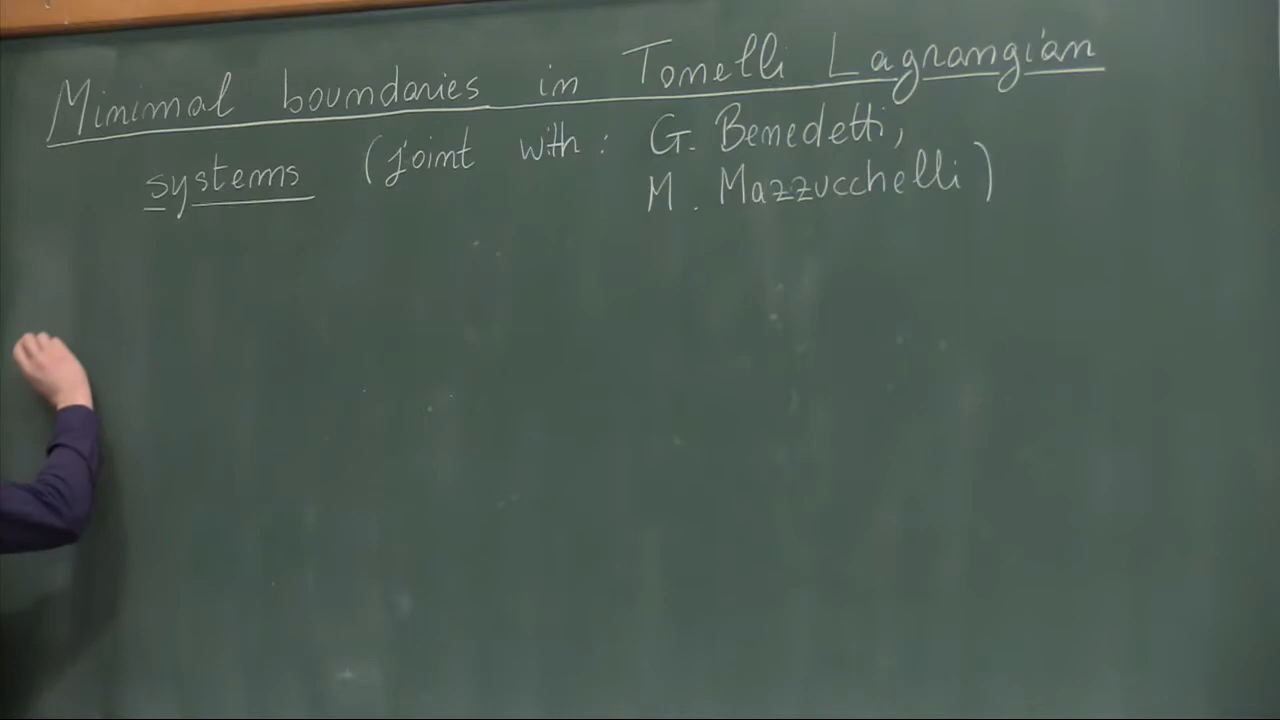 Minimal boundaries in Tonelli Lagrangian
systems (joint with: G. Benedetti,
M. Mazzucchelli)